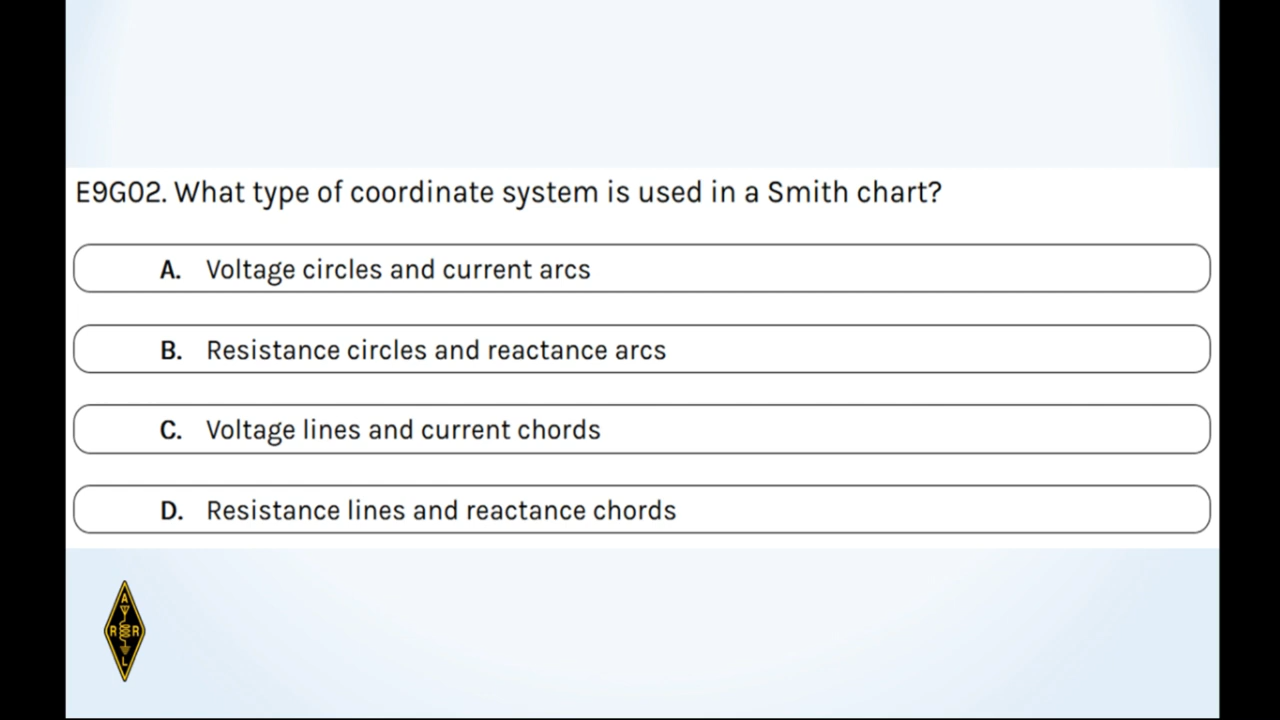 E9G02. What type of coordinate system is used in a Smith chart?
A. Voltage circles and current arcs
B. Resistance circles and reactance arcs
C. Voltage lines and current chords
D. Resistance lines and reactance chords
A
R R
L